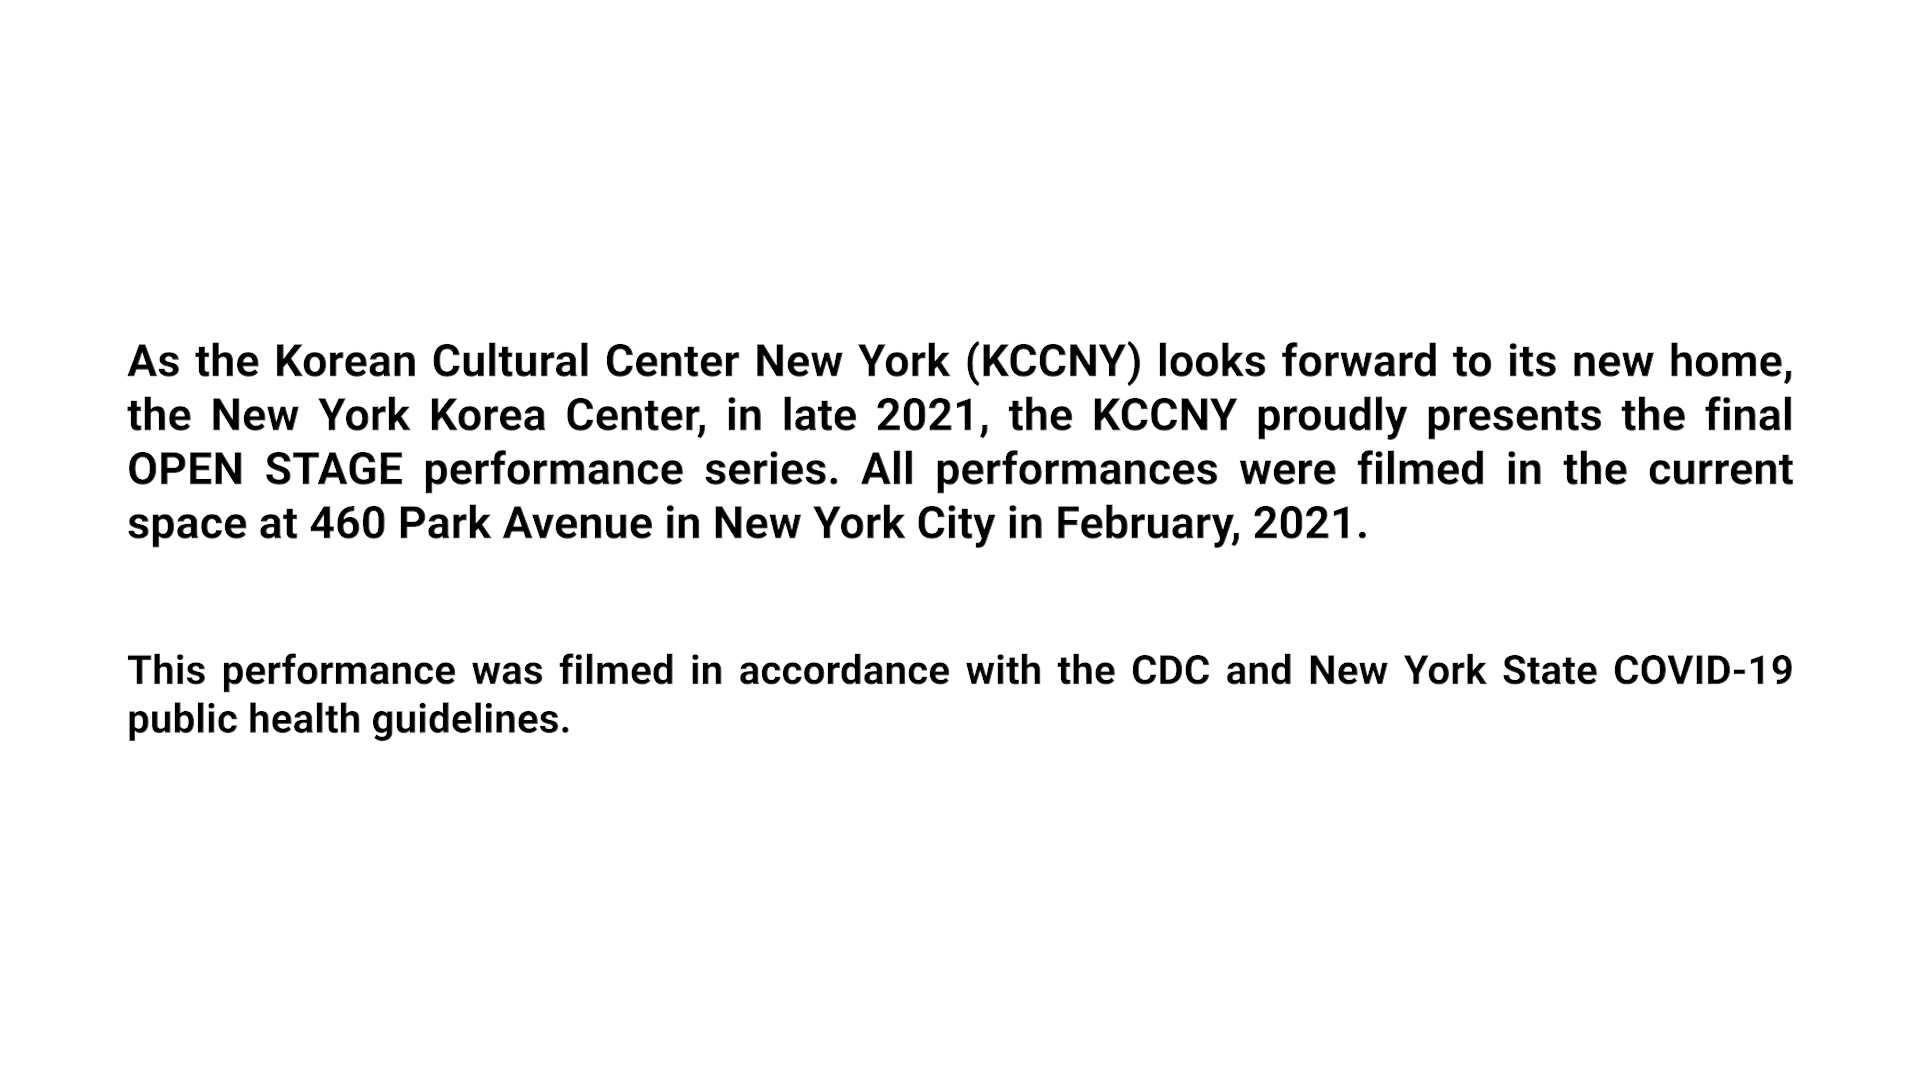 As the Korean Cultural Center New York (KCCNY) looks forward to its new home,
the New York Korea Center, in late 2021, the KCCNY proudly presents the final
OPEN STAGE performance series. All performances were filmed in the current
space at 460 Park Avenue in New York City in February, 2021.
This performance was filmed in accordance with the CDC and New York State COVID-19
public health guidelines.